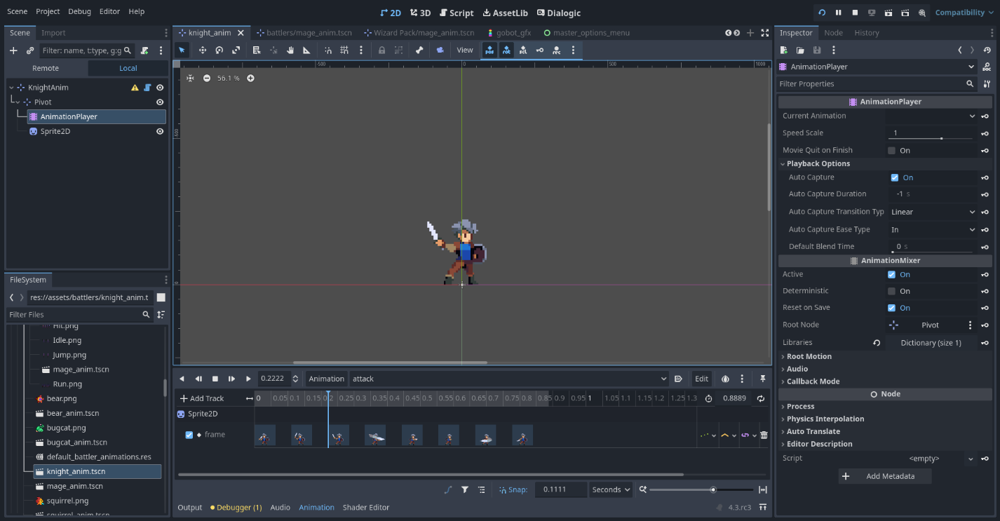 Scene Project Debug Editor Help
2D 3D Script AssetLib Dialogic
Compatibility
Scene Import
Filter: name, t:type, g:g
Remote Local
KnightAnim
Pivot
AnimationPlayer
Sprite2D
FileSystem
res://assets/battlers/knight_anim.t
Filter Files
Hit.png
Idle.png
Jump.png
mage_anim.tscn
Run.png
bear.png
bear_anim.tscn
bugcat.png
bugcat_anim.tscn
default_battler_animations.res
knight_anim.tscn
mage_anim.tscn
squirrel.png
squirrel_anim.tscn
knight_anim battlers/mage_anim.tscn Wizard Pack/mage_anim.tscn gobot_gfx master_options_menu
View
-500 0 500 1000
56.1 %
500
0
0.2222 Animation attack Edit
Add Track 0 0.05 0.1 0.15 0.2 0.25 0.3 0.35 0.4 0.45 0.5 0.55 0.6 0.65 0.7 0.75 0.8 0.85 0.9 0.95 1 1.05 1.1 1.15 1.2 1.25 1.3 0.8889
Sprite2D
frame
Snap: 0.1111 Seconds
Output Debugger (1) Audio Animation Shader Editor 4.3.rc3
Inspector Node History
AnimationPlayer
DOC
Filter Properties
AnimationPlayer
Current Animation
Speed Scale 1
Movie Quit on Finish On
Playback Options
Auto Capture On
Auto Capture Duration -1 s
Auto Capture Transition Typ Linear
Auto Capture Ease Type In
Default Blend Time 0 s
AnimationMixer
Active On
Deterministic On
Reset on Save On
Root Node Pivot
Libraries Dictionary (size 1)
Root Motion
Audio
Callback Mode
Node
Process
Physics Interpolation
Auto Translate
Editor Description
Script <empty>
Add Metadata